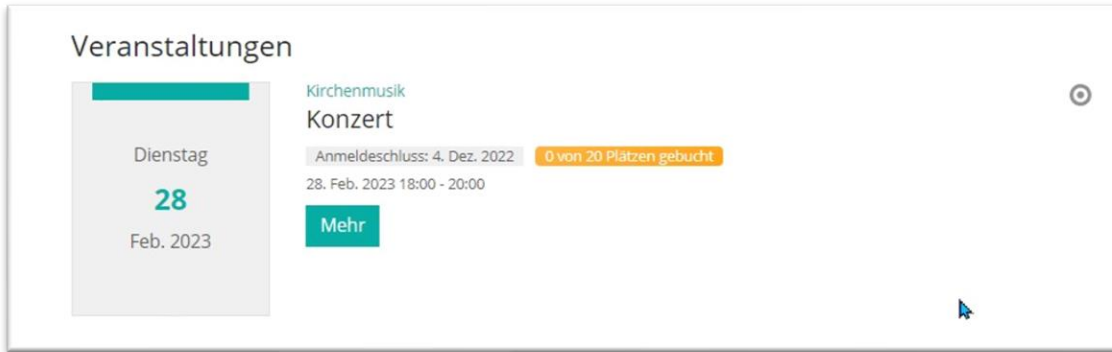 Veranstaltungen
Dienstag
28
Feb. 2023
Kirchenmusik
Konzert
Anmeldeschluss: 4. Dez. 2022 0 von 20 Plätzen gebucht
28. Feb. 2023 18:00 - 20:00
Mehr